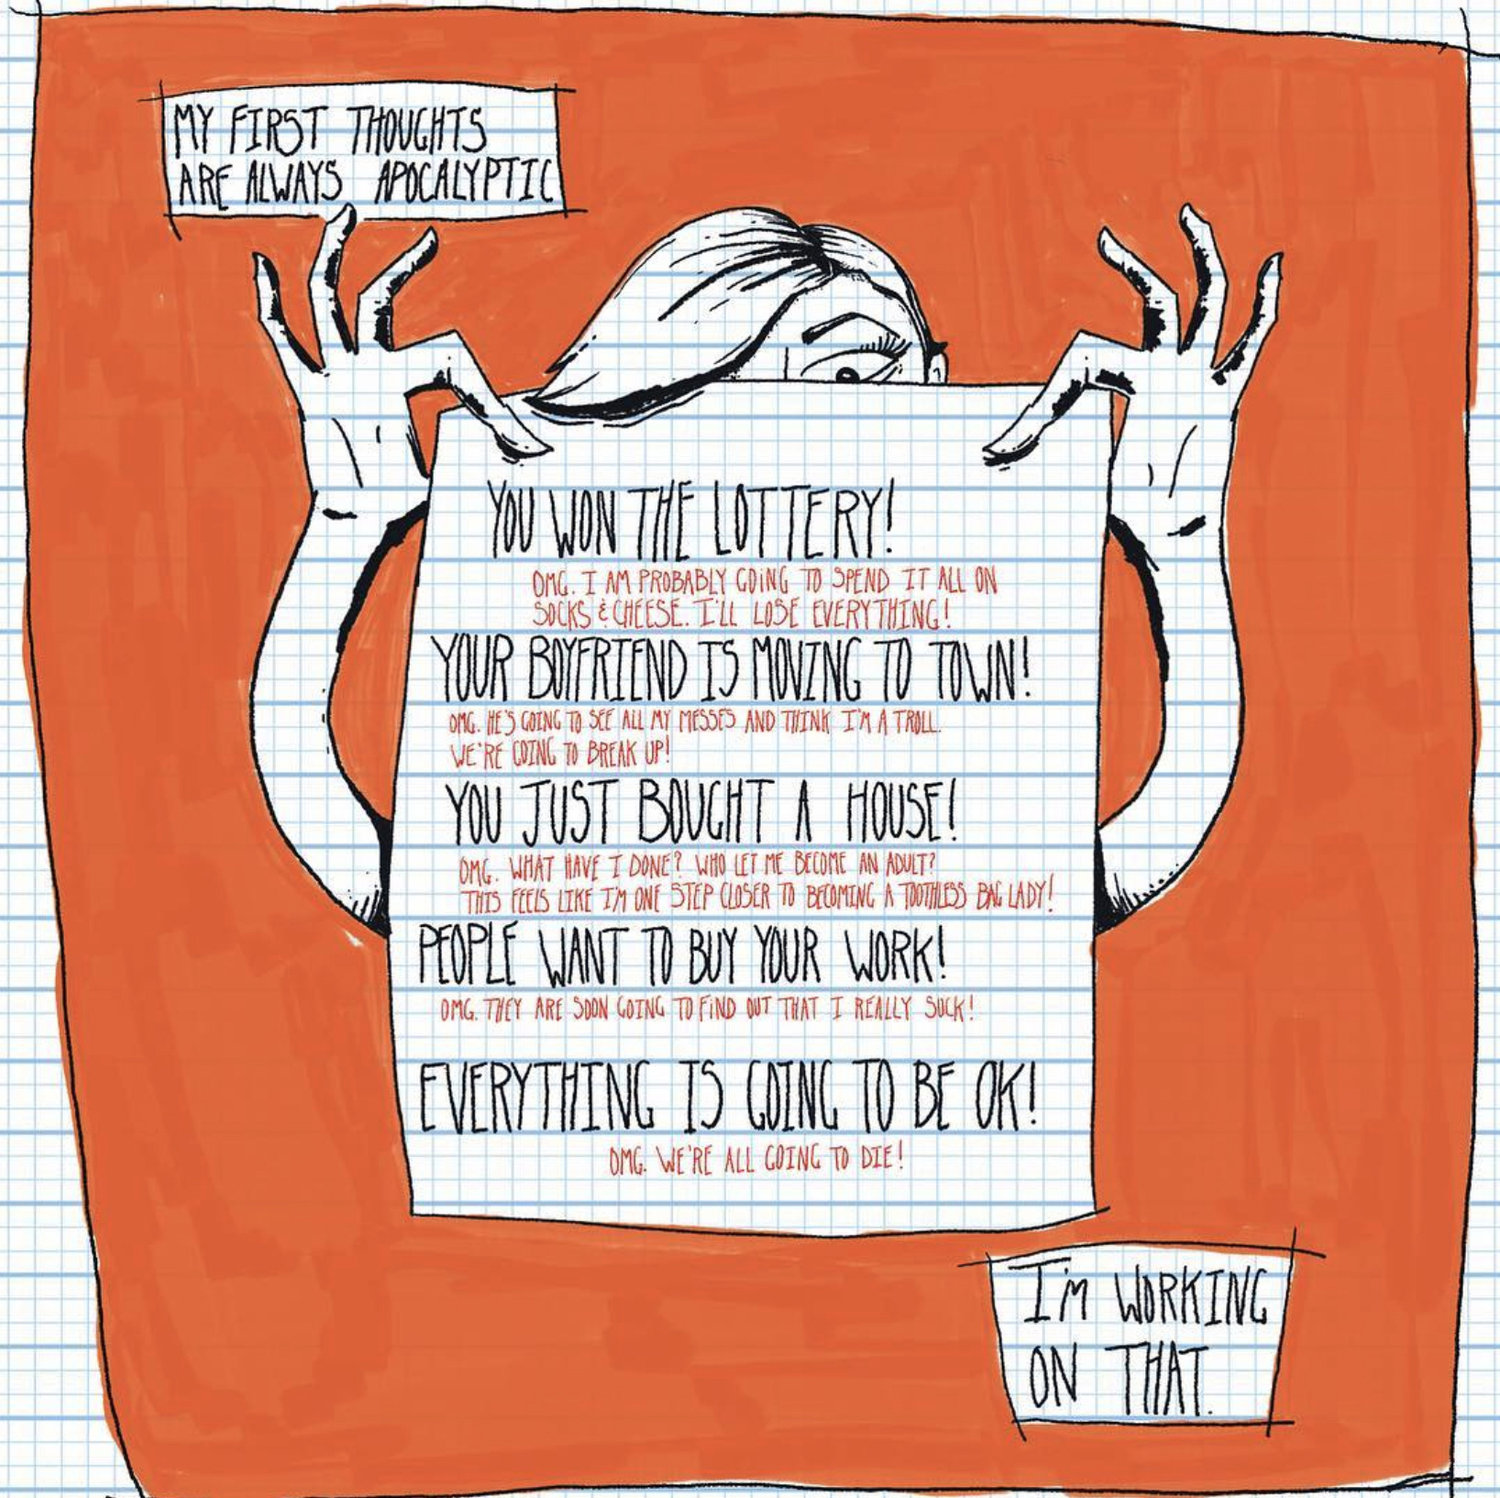 MY FIRST THOUGHTS
ARE ALWAYS APOCALYPTIC
YOU WON THE LOTTERY!
OMG. I AM PROBABLY GOING TO SPEND IT ALL ON
SOCKS & CHEESE. I'LL LOSE EVERYTHING!
YOUR BOYFRIEND IS MOVING TO TOWN!
OMG. HE'S GOING TO SEE ALL MY MESSES AND THINK I'M A TROLL.
WE'RE GOING TO BREAK UP!
YOU JUST BOUGHT A HOUSE!
OMG. WHAT HAVE I DONE? WHO LET ME BECOME AN ADULT?
THIS FEELS LIKE I'M ONE STEP CLOSER TO BECOMING A TOOTHLESS BAG LADY!
PEOPLE WANT TO BUY YOUR WORK!
OMG. THEY ARE SOON GOING TO FIND OUT THAT I REALLY SUCK!
EVERYTHING IS GOING TO BE OK!
OMG. WE'RE ALL GOING TO DIE!
I'M WORKING
ON THAT.